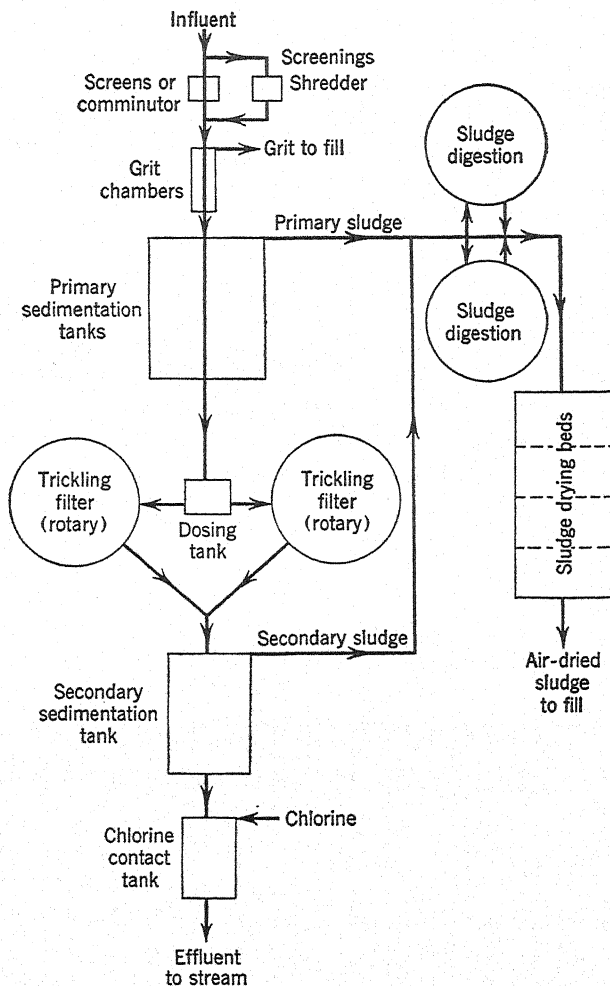 Influent
Screenings
Screens or
comminutor
Shredder
Grit to fill
Grit
chambers
Sludge
digestion
Primary sludge
Primary
sedimentation
tanks
Sludge
digestion
Trickling
filter
(rotary)
Dosing
tank
Trickling
filter
(rotary)
Sludge drying beds
Secondary sludge
Air-dried
sludge
to fill
Secondary
sedimentation
tank
Chlorine
Chlorine
contact
tank
Effluent
to stream